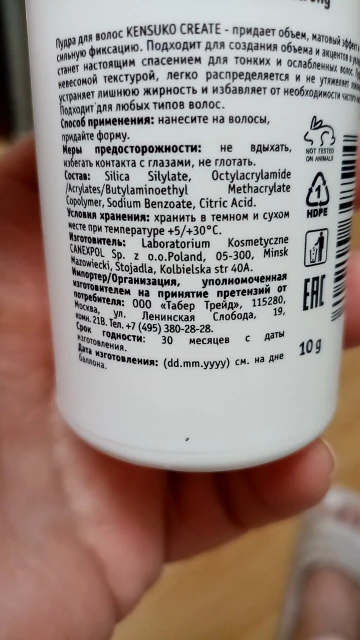 Пудра для волос KENSUKO CREATE - придает объем, матовый
сильную фиксацию. Подходит для создания объема и акцентов в
станет настоящим спасением для тонких и ослабленных волос.
невесомой текстурой, легко распределяется и не утяжеляет
устраняет лишнюю жирность и избавляет от необходимости
Подходит для любых типов волос.
Способ применения: нанесите на волосы,
придайте форму.
Меры предосторожности: не вдыхать,
избегать контакта с глазами, не глотать.
Состав: Silica Silylate, Octylacrylamide
/Acrylates/Butylaminoethyl Methacrylate
Copolymer, Sodium Benzoate, Citric Acid.
Условия хранения: хранить в темном и сухом
месте при температуре +5/+30°C.
Изготовитель: Laboratorium Kosmetyczne
CANEXPOL Sp. z o.o.Poland, 05-300, Minsk
Mazowiecki, Stojadla, Kolbielska str 40A.
Импортер/Организация, уполномоченная
изготовителем на принятие претензий от
потребителя: ООО «Табер Трейд», 115280,
Москва, ул. Ленинская Слобода, 19,
комн. 21В. Тел. +7 (495) 380-28-28.
Срок годности: 30 месяцев с даты
изготовления.
Дата изготовления: (dd.mm.yyyy) см. на дне
баллона.
NOT TESTED
ON ANIMALS
1
HDPE
EAC
10 g